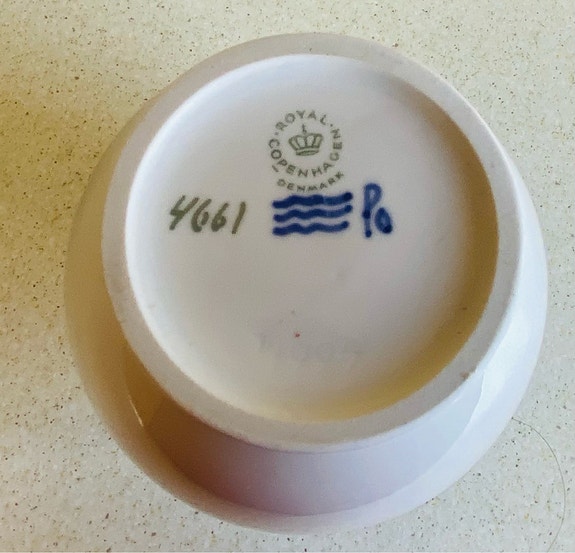 ROYAL
COPENHAGEN
DENMARK
4661
Po